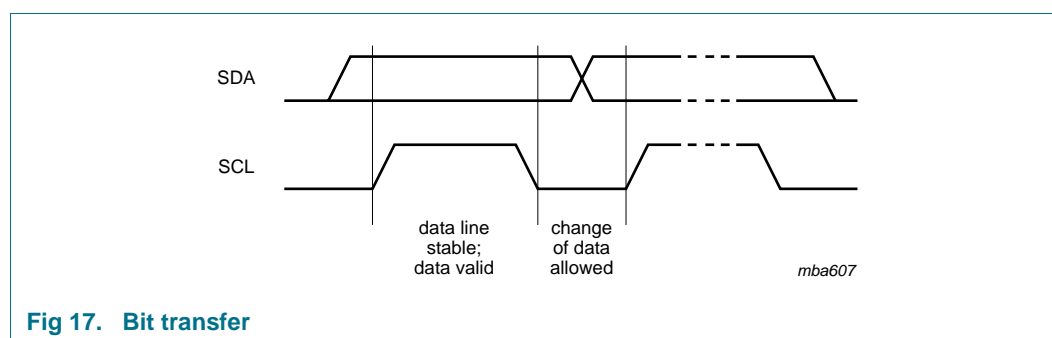 SDA
SCL
data line
stable;
data valid
change
of data
allowed
mba607
Fig 17. Bit transfer